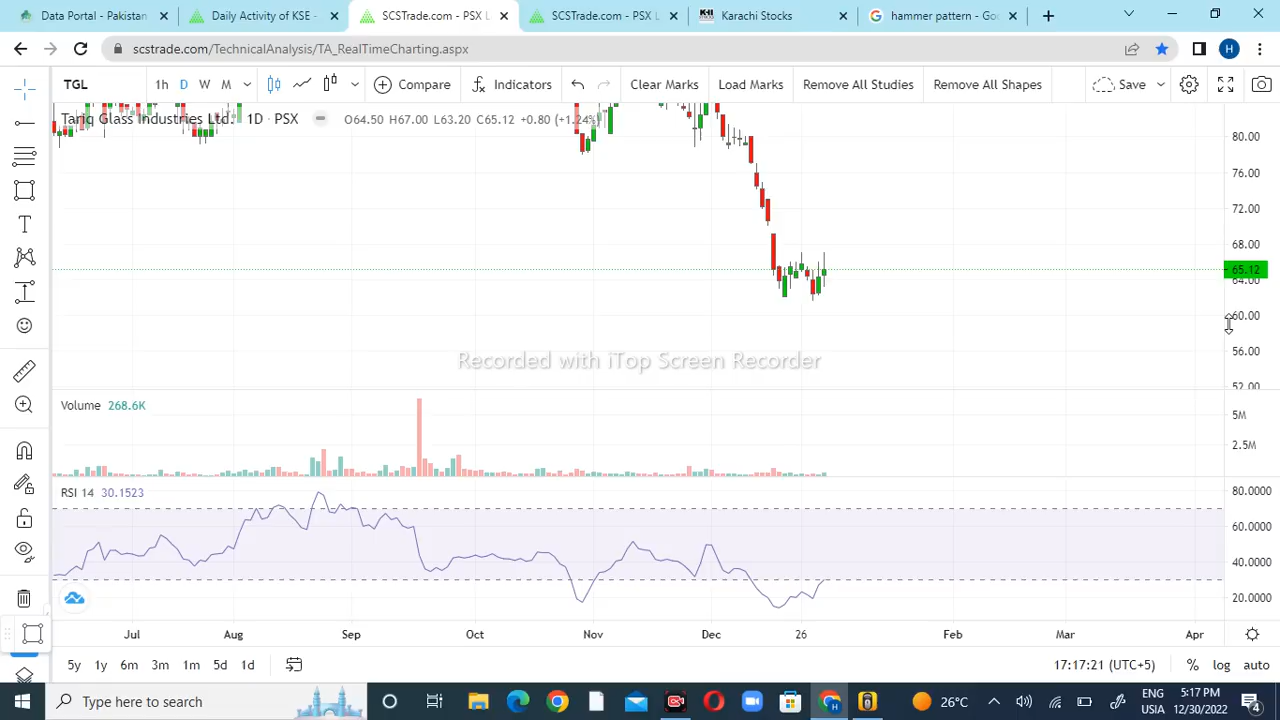 Data Portal - Pakistan
Daily Activity of KSE -
SCSTrade.com - PSX L
SCSTrade.com - PSX L
Karachi Stocks
hammer pattern - Goo
scstrade.com/TechnicalAnalysis/TA_RealTimeCharting.aspx
H
TGL
1h
D
W
M
Compare
Indicators
Clear Marks
Load Marks
Remove All Studies
Remove All Shapes
Save
Tariq Glass Industries Ltd. 1D PSX
O64.50 H67.00 L63.20 C65.12 +0.80 (+1.24%)
80.00
76.00
72.00
68.00
65.12
64.00
60.00
56.00
52.00
Recorded with iTop Screen Recorder
Volume 268.6K
5M
2.5M
RSI 14 30.1523
80.0000
60.0000
40.0000
20.0000
Jul
Aug
Sep
Oct
Nov
Dec
26
Feb
Mar
Apr
5y
1y
6m
3m
1m
5d
1d
17:17:21 (UTC+5)
%
log
auto
Type here to search
26°C
ENG
USIA
5:17 PM
12/30/2022
4